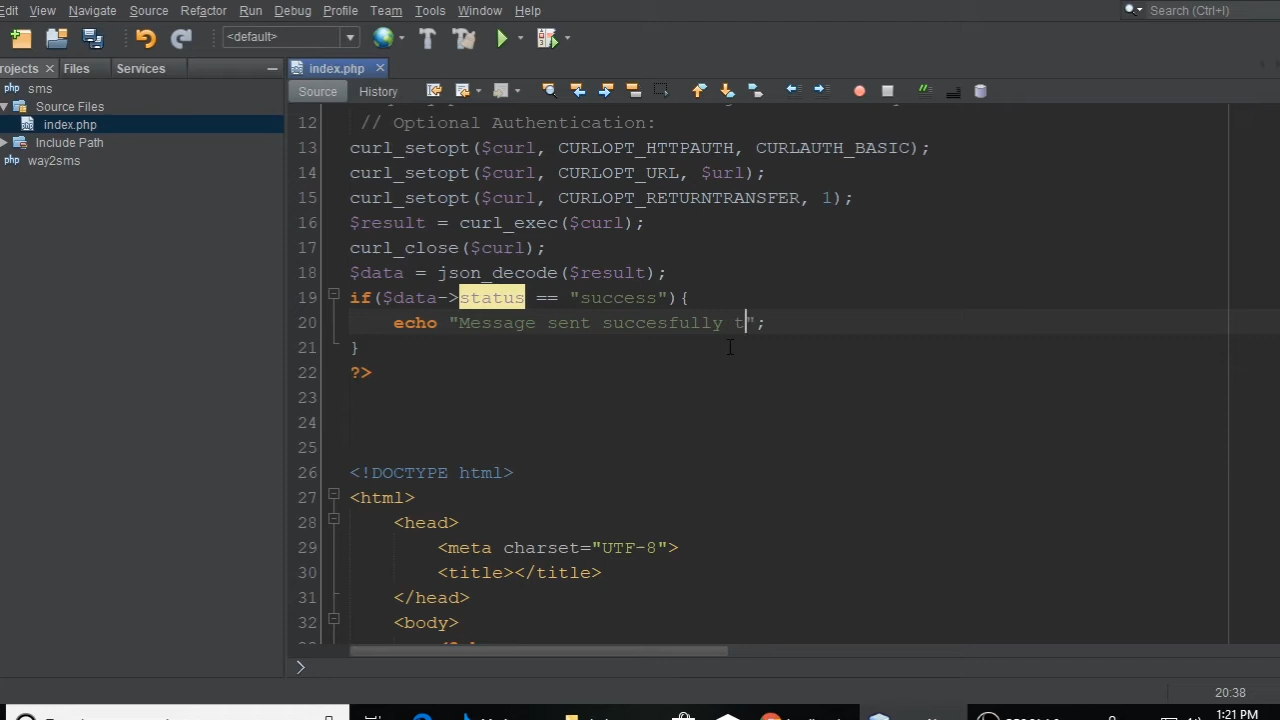 Edit View Navigate Source Refactor Run Debug Profile Team Tools Window Help
Search (Ctrl+I)
<default>
rojects Files Services
index.php
sms
Source Files
index.php
Include Path
way2sms
Source History
12 // Optional Authentication:
13 curl_setopt($curl, CURLOPT_HTTPAUTH, CURLAUTH_BASIC);
14 curl_setopt($curl, CURLOPT_URL, $url);
15 curl_setopt($curl, CURLOPT_RETURNTRANSFER, 1);
16 $result = curl_exec($curl);
17 curl_close($curl);
18 $data = json_decode($result);
19 if($data->status == "success"){
20 echo "Message sent succesfully t";
21 }
22 ?>
23
24
25
26 <!DOCTYPE html>
27 <html>
28 <head>
29 <meta charset="UTF-8">
30 <title></title>
31 </head>
32 <body>
20:38
1:21 PM